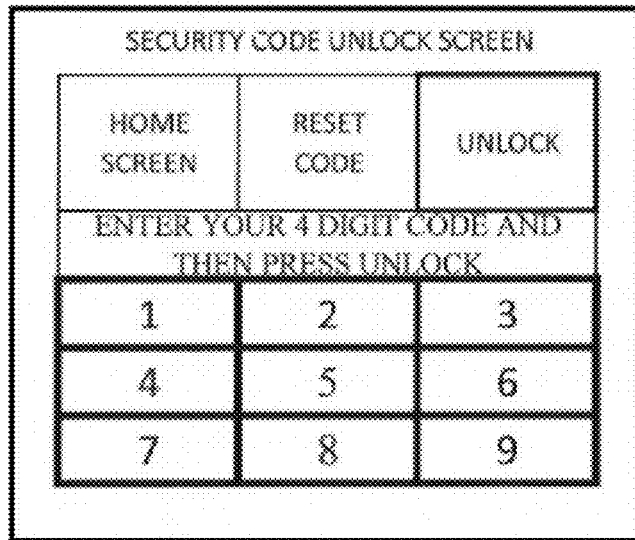 SECURITY CODE UNLOCK SCREEN
HOME
SCREEN
RESET
CODE
UNLOCK
ENTER YOUR 4 DIGIT CODE AND
THEN PRESS UNLOCK
1 2 3
4 5 6
7 8 9